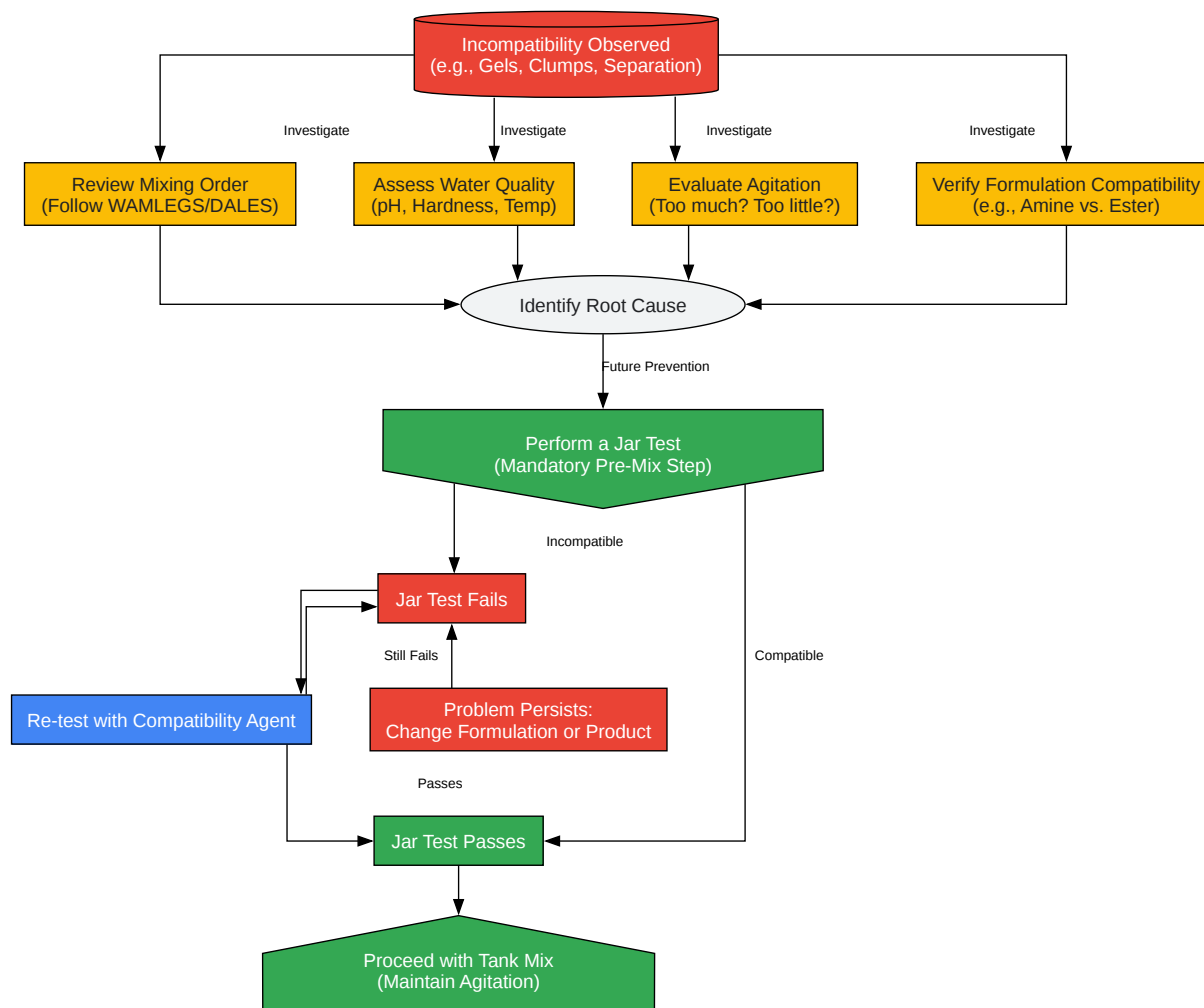 Incompatibility Observed
(e.g., Gels, Clumps, Separation)
Investigate
Investigate
Investigate
Investigate
Review Mixing Order
(Follow WAMLEGS/DALES)
Assess Water Quality
(pH, Hardness, Temp)
Evaluate Agitation
(Too much? Too little?)
Verify Formulation Compatibility
(e.g., Amine vs. Ester)
Identify Root Cause
Future Prevention
Perform a Jar Test
(Mandatory Pre-Mix Step)
Incompatible
Jar Test Fails
Still Fails
Compatible
Re-test with Compatibility Agent
Problem Persists:
Change Formulation or Product
Passes
Jar Test Passes
Proceed with Tank Mix
(Maintain Agitation)